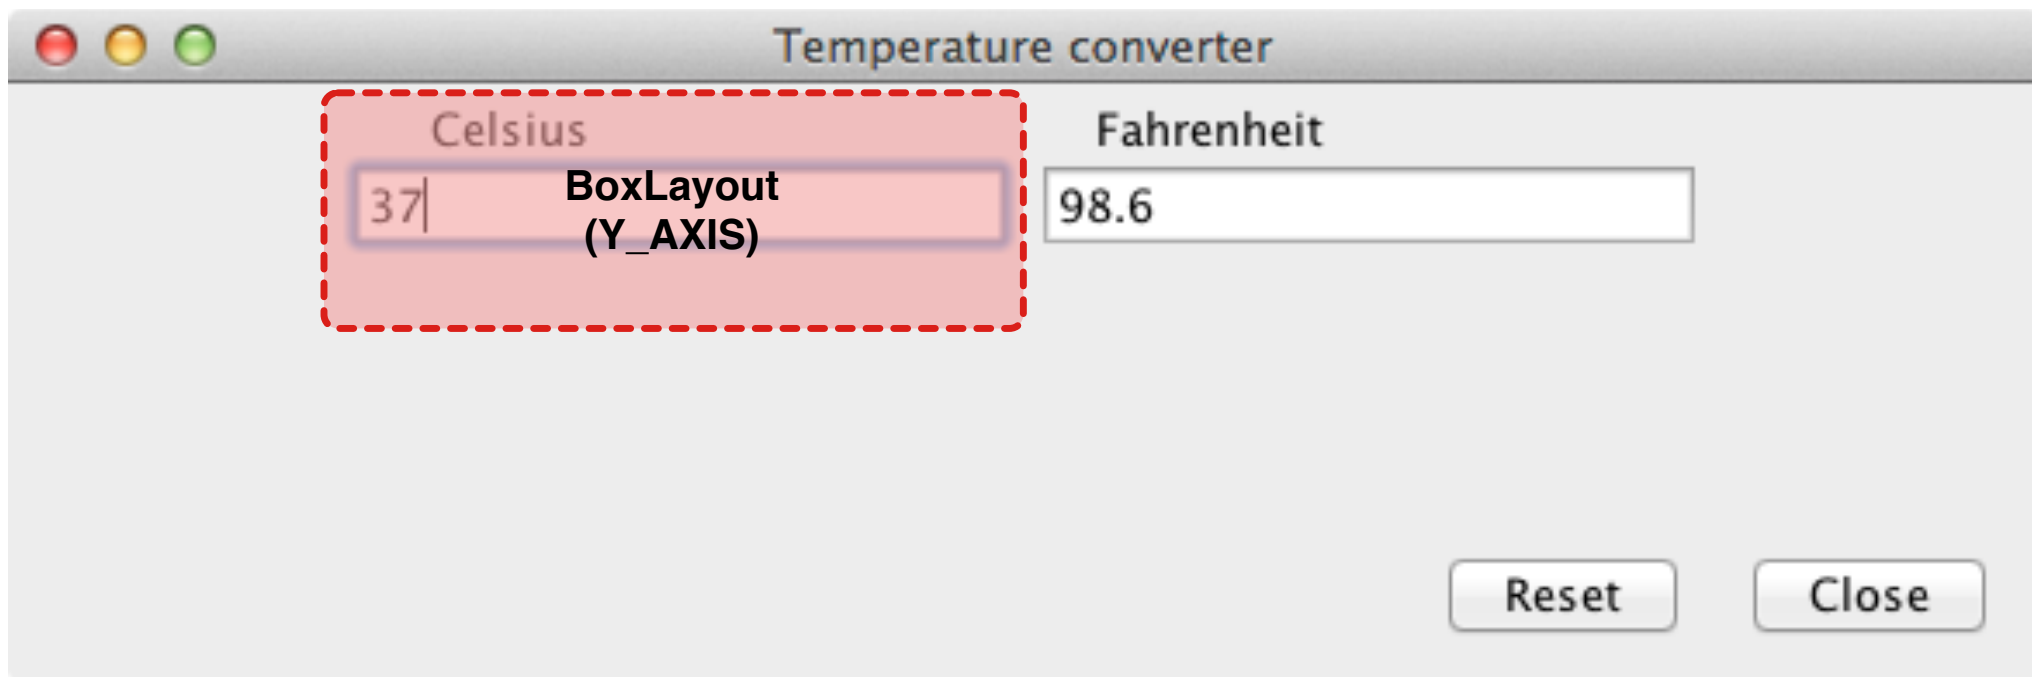 Temperature converter
Celsius Fahrenheit
37 BoxLayout 98.6
(Y_AXIS)
Reset Close